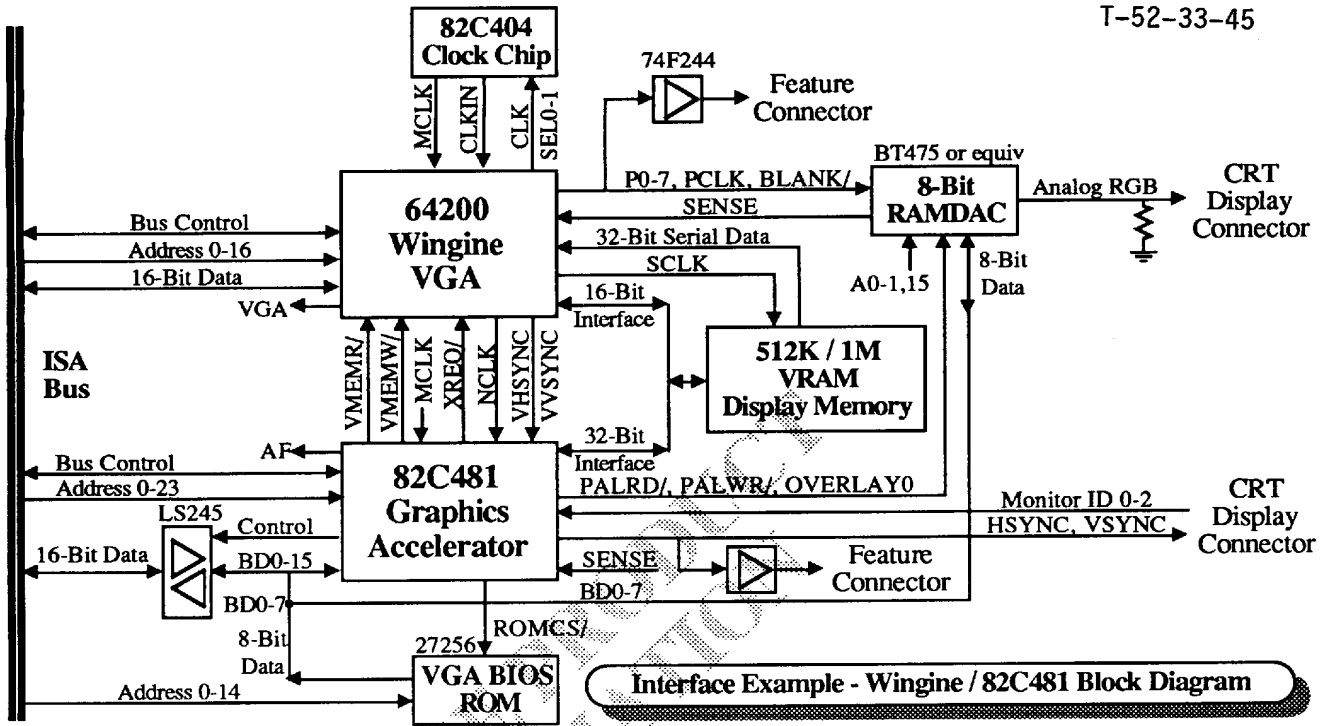 T-52-33-45
82C404
Clock Chip
74F244
Feature
Connector
MCLK
CLKIN
CLK
SEL0-1
BT475 or equiv
P0-7, PCLK, BLANK/
8-Bit
RAMDAC
Analog RGB
CRT
Display
Connector
64200
Wingine
VGA
SENSE
32-Bit Serial Data
SCLK
Bus Control
Address 0-16
16-Bit Data
VGA
16-Bit
Interface
A0-1,15
8-Bit
Data
ISA
Bus
VMEMR/
VMEMW/
MCLK
XREQ/
NCLK
VHSYNC
VVSYNC
512K / 1M
VRAM
Display Memory
AF
32-Bit
Interface
Bus Control
Address 0-23
82C481
Graphics
Accelerator
PALRD/, PALWR/, OVERLAY0
Monitor ID 0-2
HSYNC, VSYNC
CRT
Display
Connector
LS245
Control
16-Bit Data
BD0-15
SENSE
Feature
Connector
BD0-7
BD0-7
8-Bit
Data
ROMCS/
27256
VGA BIOS
ROM
Address 0-14
Interface Example - Wingine / 82C481 Block Diagram